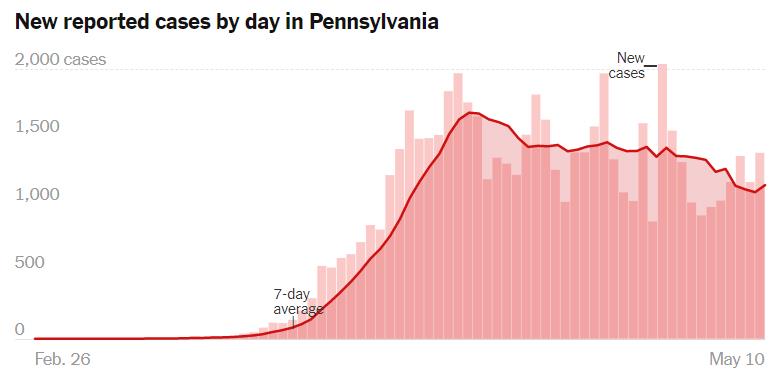 New reported cases by day in Pennsylvania
2,000 cases
New
cases
1,500
1,000
500
7-day
average
0
Feb. 26
May 10